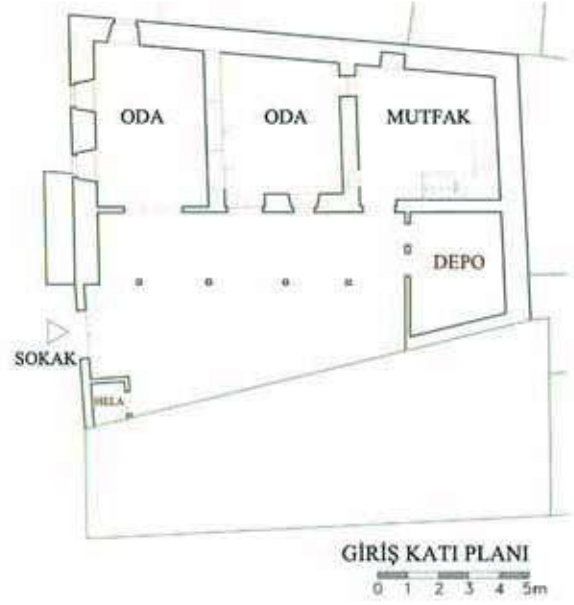 ODA
ODA
MUTFAK
DEPO
SOKAK
HELA
GİRİŞ KATI PLANI
0 1 2 3 4 5m